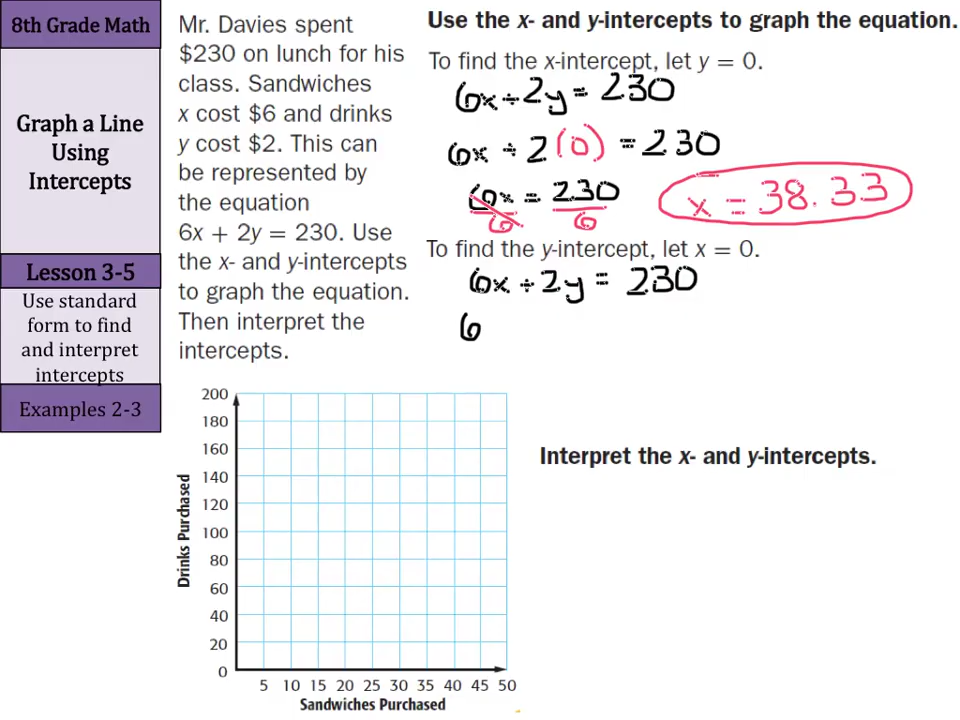 8th Grade Math
Graph a Line
Using
Intercepts
Lesson 3-5
Use standard
form to find
and interpret
intercepts
Examples 2-3
Mr. Davies spent
$230 on lunch for his
class. Sandwiches
x cost $6 and drinks
y cost $2. This can
be represented by
the equation
6x + 2y = 230. Use
the x- and y-intercepts
to graph the equation.
Then interpret the
intercepts.
Use the x- and y-intercepts to graph the equation.
To find the x-intercept, let y = 0.
6x + 2y = 230
6x + 2(0) = 230
6x = 230
6 6
x = 38.33
To find the y-intercept, let x = 0.
6x + 2y = 230
6
Interpret the x- and y-intercepts.
Drinks Purchased
200
180
160
140
120
100
80
60
40
20
0
5 10 15 20 25 30 35 40 45 50
Sandwiches Purchased